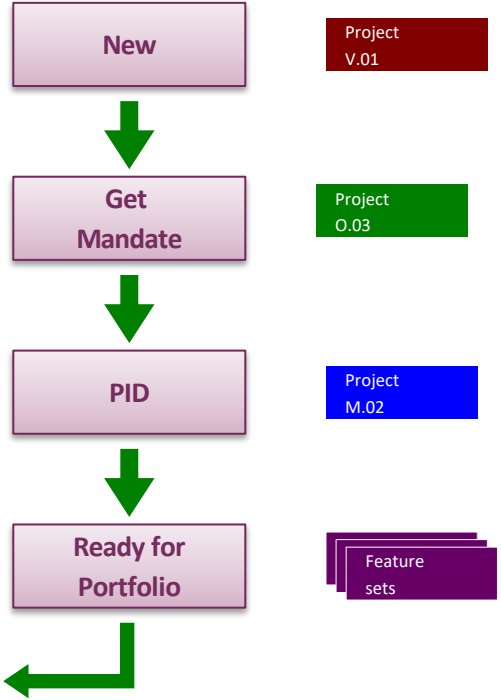 New
Project
V.01
Get
Mandate
Project
O.03
PID
Project
M.02
Ready for
Portfolio
Feature
sets